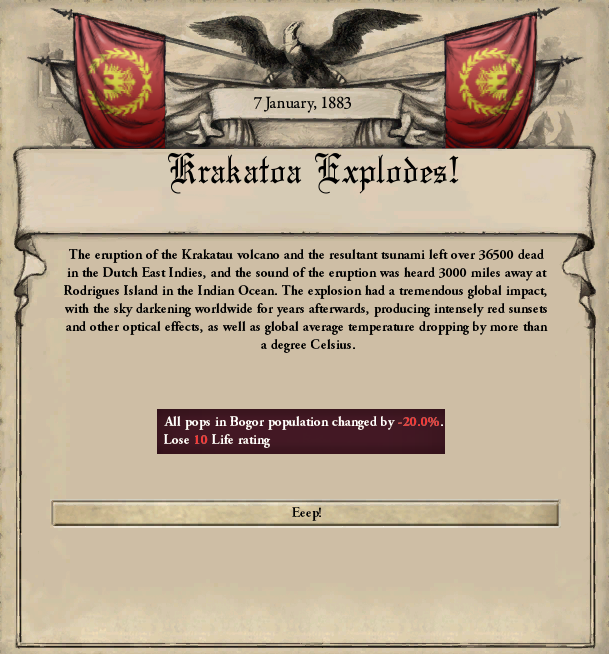 7 January, 1883
Krakatoa Explodes!
The eruption of the Krakatau volcano and the resultant tsunami left over 36500 dead
in the Dutch East Indies, and the sound of the eruption was heard 3000 miles away at
Rodrigues Island in the Indian Ocean. The explosion had a tremendous global impact,
with the sky darkening worldwide for years afterwards, producing intensely red sunsets
and other optical effects, as well as global average temperature dropping by more than
a degree Celsius.
All pops in Bogor population changed by -20.0%.
Lose 10 Life rating
Eeep!